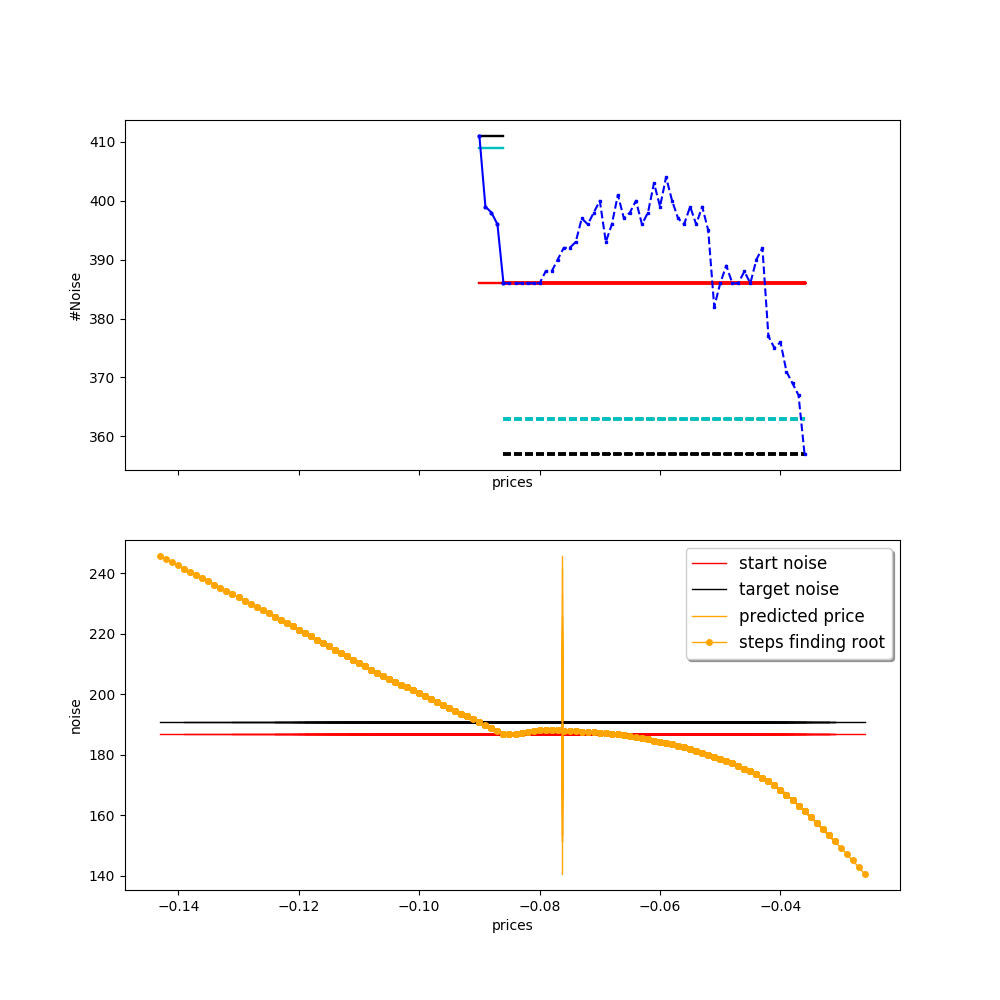 410
400
390
380
370
360
#Noise
prices
240
220
200
180
160
140
noise
start noise
target noise
predicted price
steps finding root
−0.14
−0.12
−0.10
−0.08
−0.06
−0.04
prices